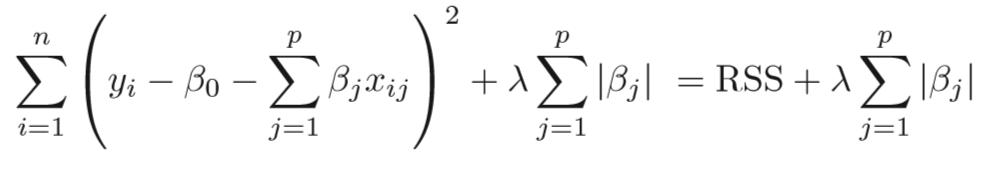 $$\sum_{i=1}^{n} \left( y_i - \beta_0 - \sum_{j=1}^{p} \beta_j x_{ij} \right)^2 + \lambda \sum_{j=1}^{p} |\beta_j| = \text{RSS} + \lambda \sum_{j=1}^{p} |\beta_j|$$